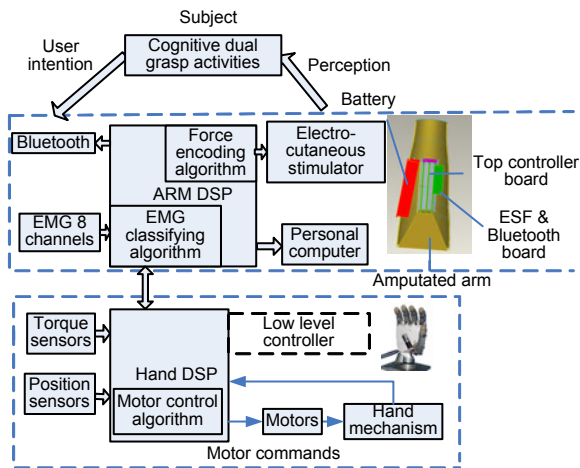 Subject
User
intention
Cognitive dual
grasp activities
Perception
Battery
Bluetooth
Force
encoding
algorithm
Electro-
cutaneous
stimulator
Top controller
board
ARM DSP
EMG 8
channels
EMG
classifying
algorithm
Personal
computer
ESF &
Bluetooth
board
Amputated arm
Torque
sensors
Low level
controller
Hand DSP
Position
sensors
Motor control
algorithm
Motors
Hand
mechanism
Motor commands